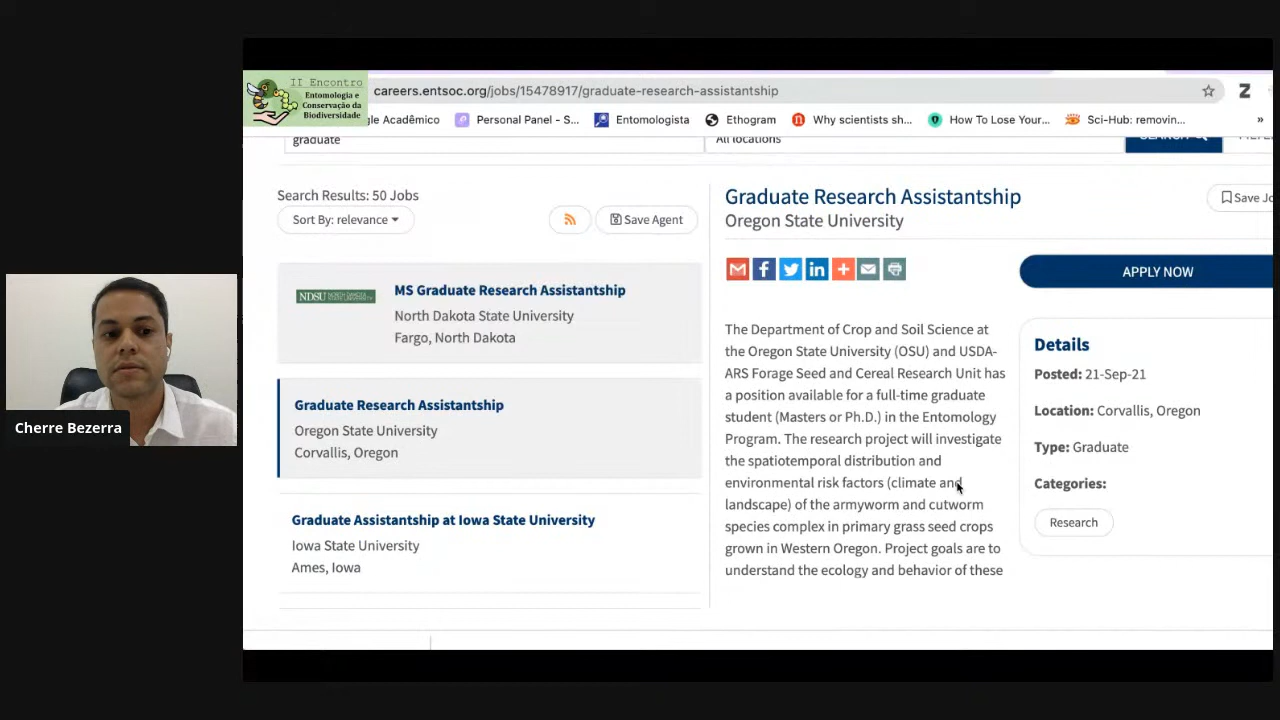 II Encontro
Entomologia e
Conservação da
Biodiversidade
careers.entsoc.org/jobs/15478917/graduate-research-assistantship
Z
gle Acadêmico
Personal Panel - S...
Entomologista
Ethogram
Why scientists sh...
How To Lose Your...
Sci-Hub: removin...
»
graduate
All locations
SEARCH
Search Results: 50 Jobs
Sort By: relevance
Save Agent
NDSU
MS Graduate Research Assistantship
North Dakota State University
Fargo, North Dakota
Graduate Research Assistantship
Oregon State University
Corvallis, Oregon
Graduate Assistantship at Iowa State University
Iowa State University
Ames, Iowa
Graduate Research Assistantship
Oregon State University
Save Jo
APPLY NOW
The Department of Crop and Soil Science at
the Oregon State University (OSU) and USDA-
ARS Forage Seed and Cereal Research Unit has
a position available for a full-time graduate
student (Masters or Ph.D.) in the Entomology
Program. The research project will investigate
the spatiotemporal distribution and
environmental risk factors (climate and
landscape) of the armyworm and cutworm
species complex in primary grass seed crops
grown in Western Oregon. Project goals are to
understand the ecology and behavior of these
Details
Posted: 21-Sep-21
Location: Corvallis, Oregon
Type: Graduate
Categories:
Research
Cherre Bezerra